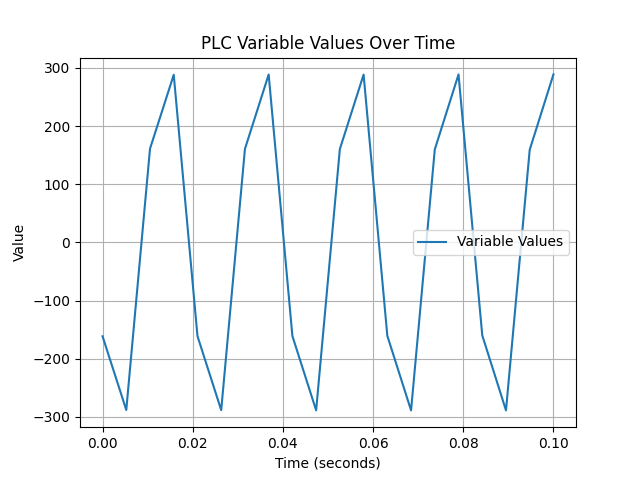 PLC Variable Values Over Time
300
200
100
0
−100
−200
−300
Value
Variable Values
0.00 0.02 0.04 0.06 0.08 0.10
Time (seconds)